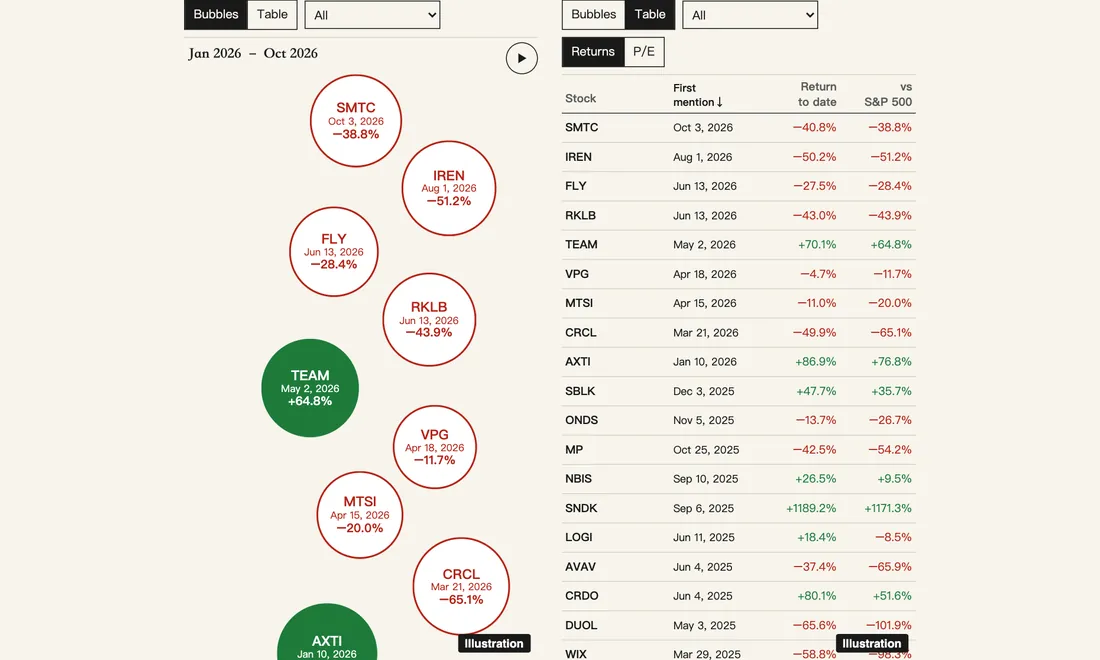 Bubbles Table All
Jan 2026 – Oct 2026
SMTC
Oct 3, 2026
−38.8%
IREN
Aug 1, 2026
−51.2%
FLY
Jun 13, 2026
−28.4%
RKLB
Jun 13, 2026
−43.9%
TEAM
May 2, 2026
+64.8%
VPG
Apr 18, 2026
−11.7%
MTSI
Apr 15, 2026
−20.0%
CRCL
Mar 21, 2026
−65.1%
AXTI
Jan 10, 2026
Illustration
Bubbles Table All
Returns P/E
Stock First mention ↓ Return to date vs S&P 500
SMTC Oct 3, 2026 −40.8% −38.8%
IREN Aug 1, 2026 −50.2% −51.2%
FLY Jun 13, 2026 −27.5% −28.4%
RKLB Jun 13, 2026 −43.0% −43.9%
TEAM May 2, 2026 +70.1% +64.8%
VPG Apr 18, 2026 −4.7% −11.7%
MTSI Apr 15, 2026 −11.0% −20.0%
CRCL Mar 21, 2026 −49.9% −65.1%
AXTI Jan 10, 2026 +86.9% +76.8%
SBLK Dec 3, 2025 +47.7% +35.7%
ONDS Nov 5, 2025 −13.7% −26.7%
MP Oct 25, 2025 −42.5% −54.2%
NBIS Sep 10, 2025 +26.5% +9.5%
SNDK Sep 6, 2025 +1189.2% +1171.3%
LOGI Jun 11, 2025 +18.4% −8.5%
AVAV Jun 4, 2025 −37.4% −65.9%
CRDO Jun 4, 2025 +80.1% +51.6%
DUOL May 3, 2025 −65.6% −101.9%
WIX Mar 29, 2025 −58.8% −98.3%
Illustration